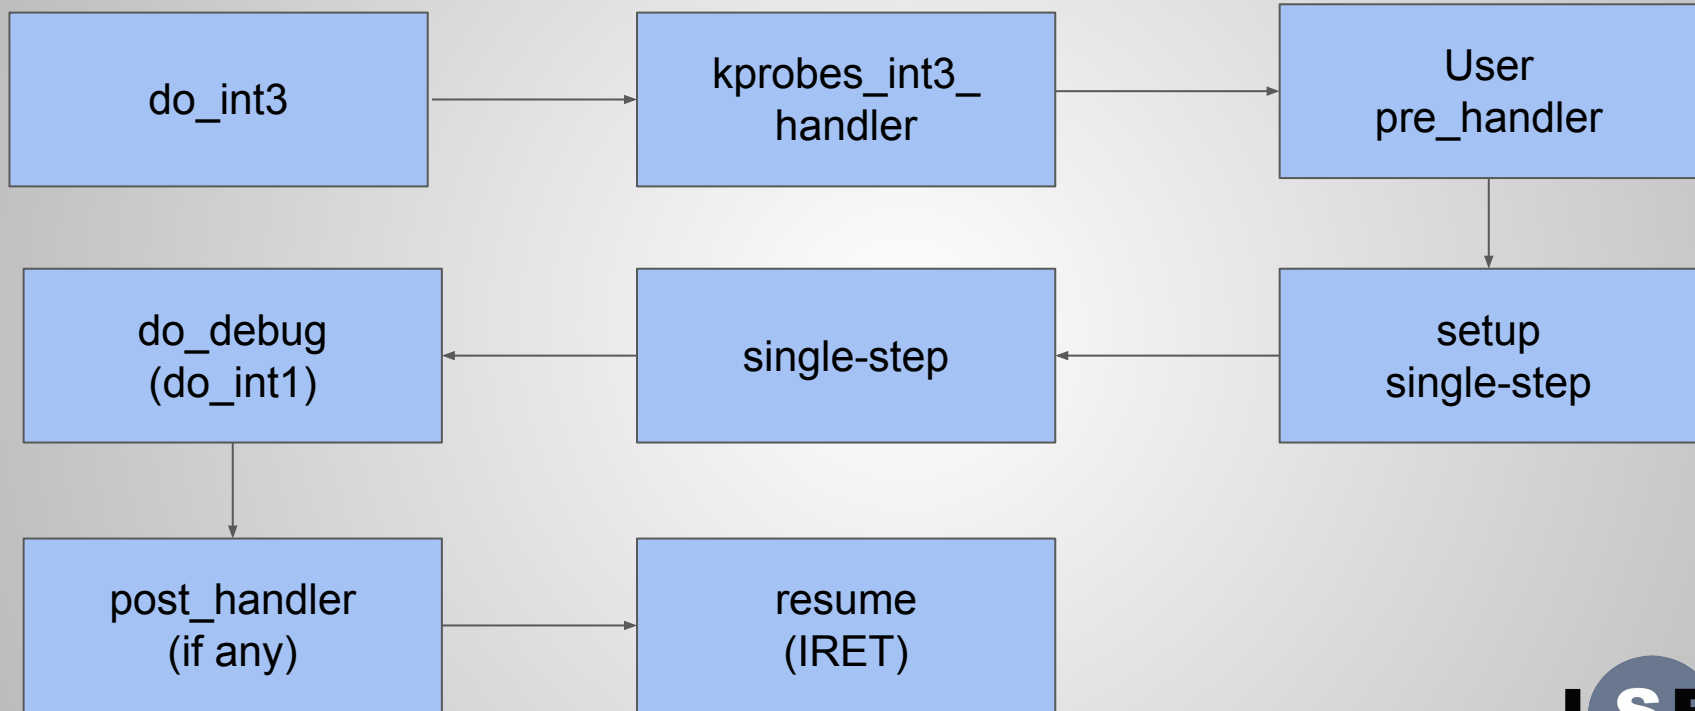 do_int3
kprobes_int3_
handler
User
pre_handler
do_debug
(do_int1)
single-step
setup
single-step
post_handler
(if any)
resume
(IRET)